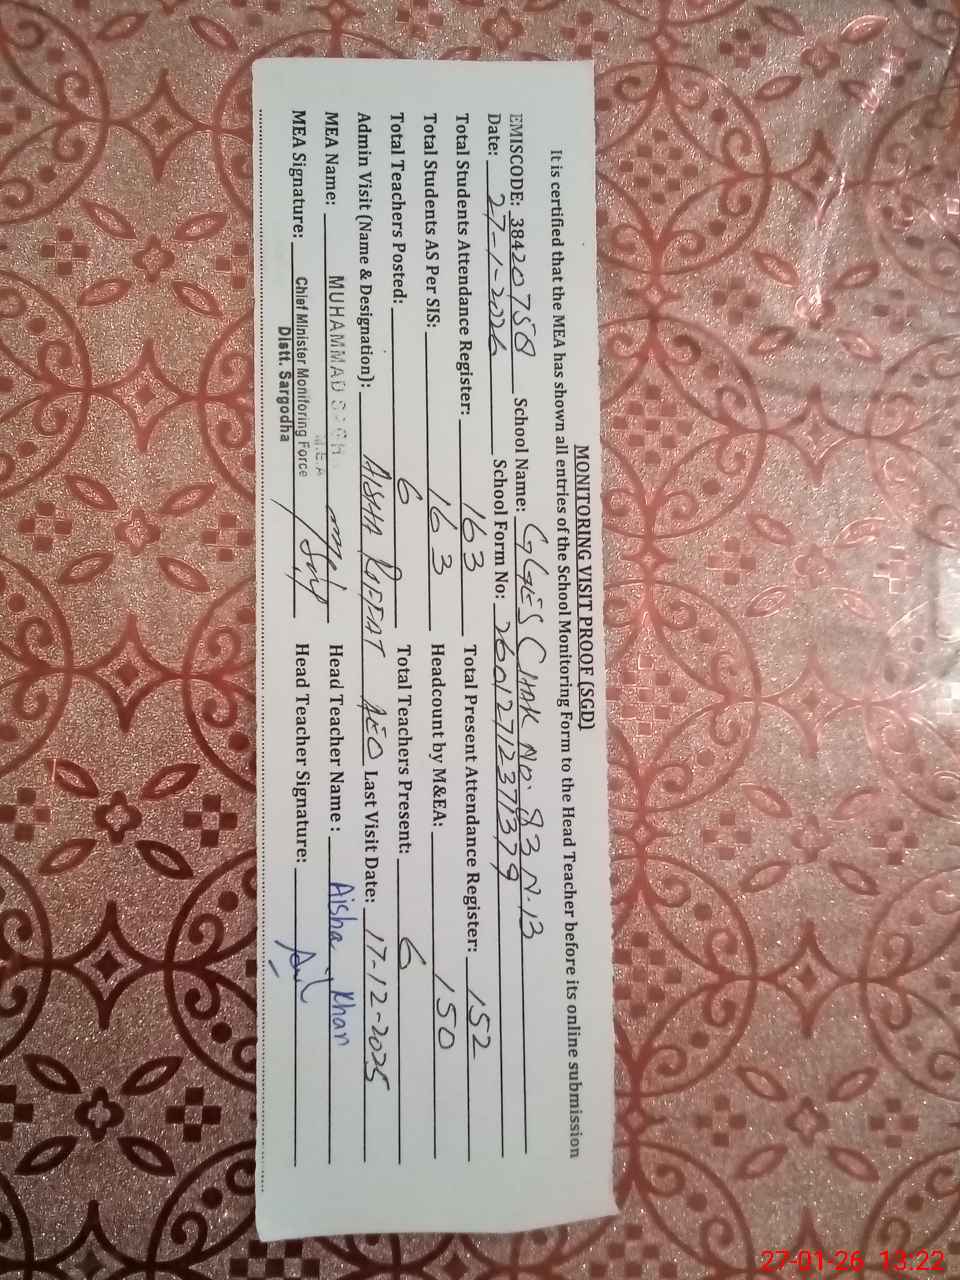 MONITORING VISIT PROOF (SGD)
It is certified that the MEA has shown all entries of the School Monitoring Form to the Head Teacher before its online submission
EMISCODE: 38420758 School Name: GGES CHAK NO. 83 N.B
Date: 27-1-2026 School Form No: 2601271237379
Total Students Attendance Register: 163 Total Present Attendance Register: 152
Total Students AS Per SIS: 163 Headcount by M&EA: 150
Total Teachers Posted: 6 Total Teachers Present: 6
Admin Visit (Name & Designation): AISHA RIFFAT AEO Last Visit Date: 17-12-2025
MEA Name: MUHAMMAD Head Teacher Name : Aisha Khan
M.E.A
MEA Signature: Chief Minister Monitoring Force Head Teacher Signature:
Distt. Sargodha
27-01-26 13:22